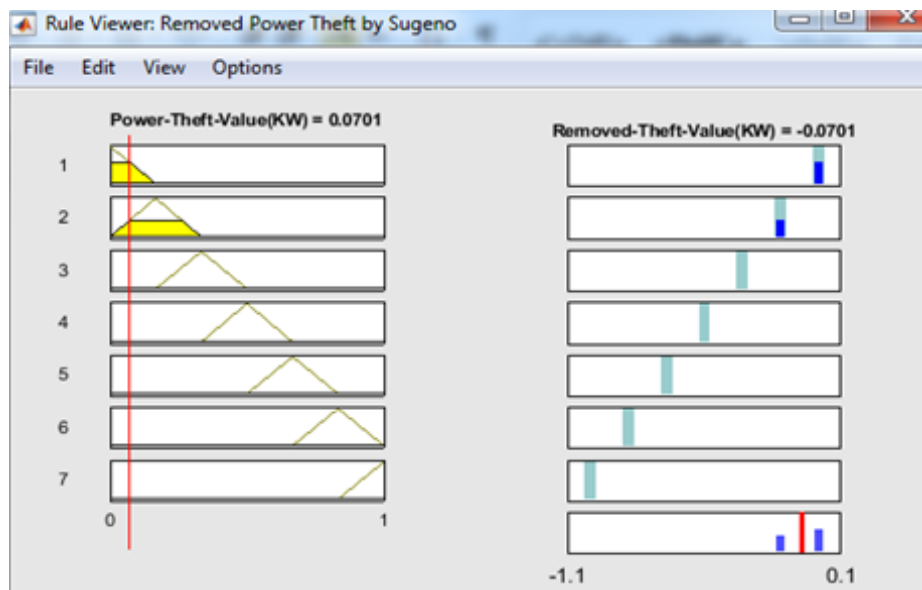 Rule Viewer: Removed Power Theft by Sugeno
File Edit View Options
Power-Theft-Value(KW) = 0.0701
Removed-Theft-Value(KW) = -0.0701
1
2
3
4
5
6
7
0 1
-1.1 0.1